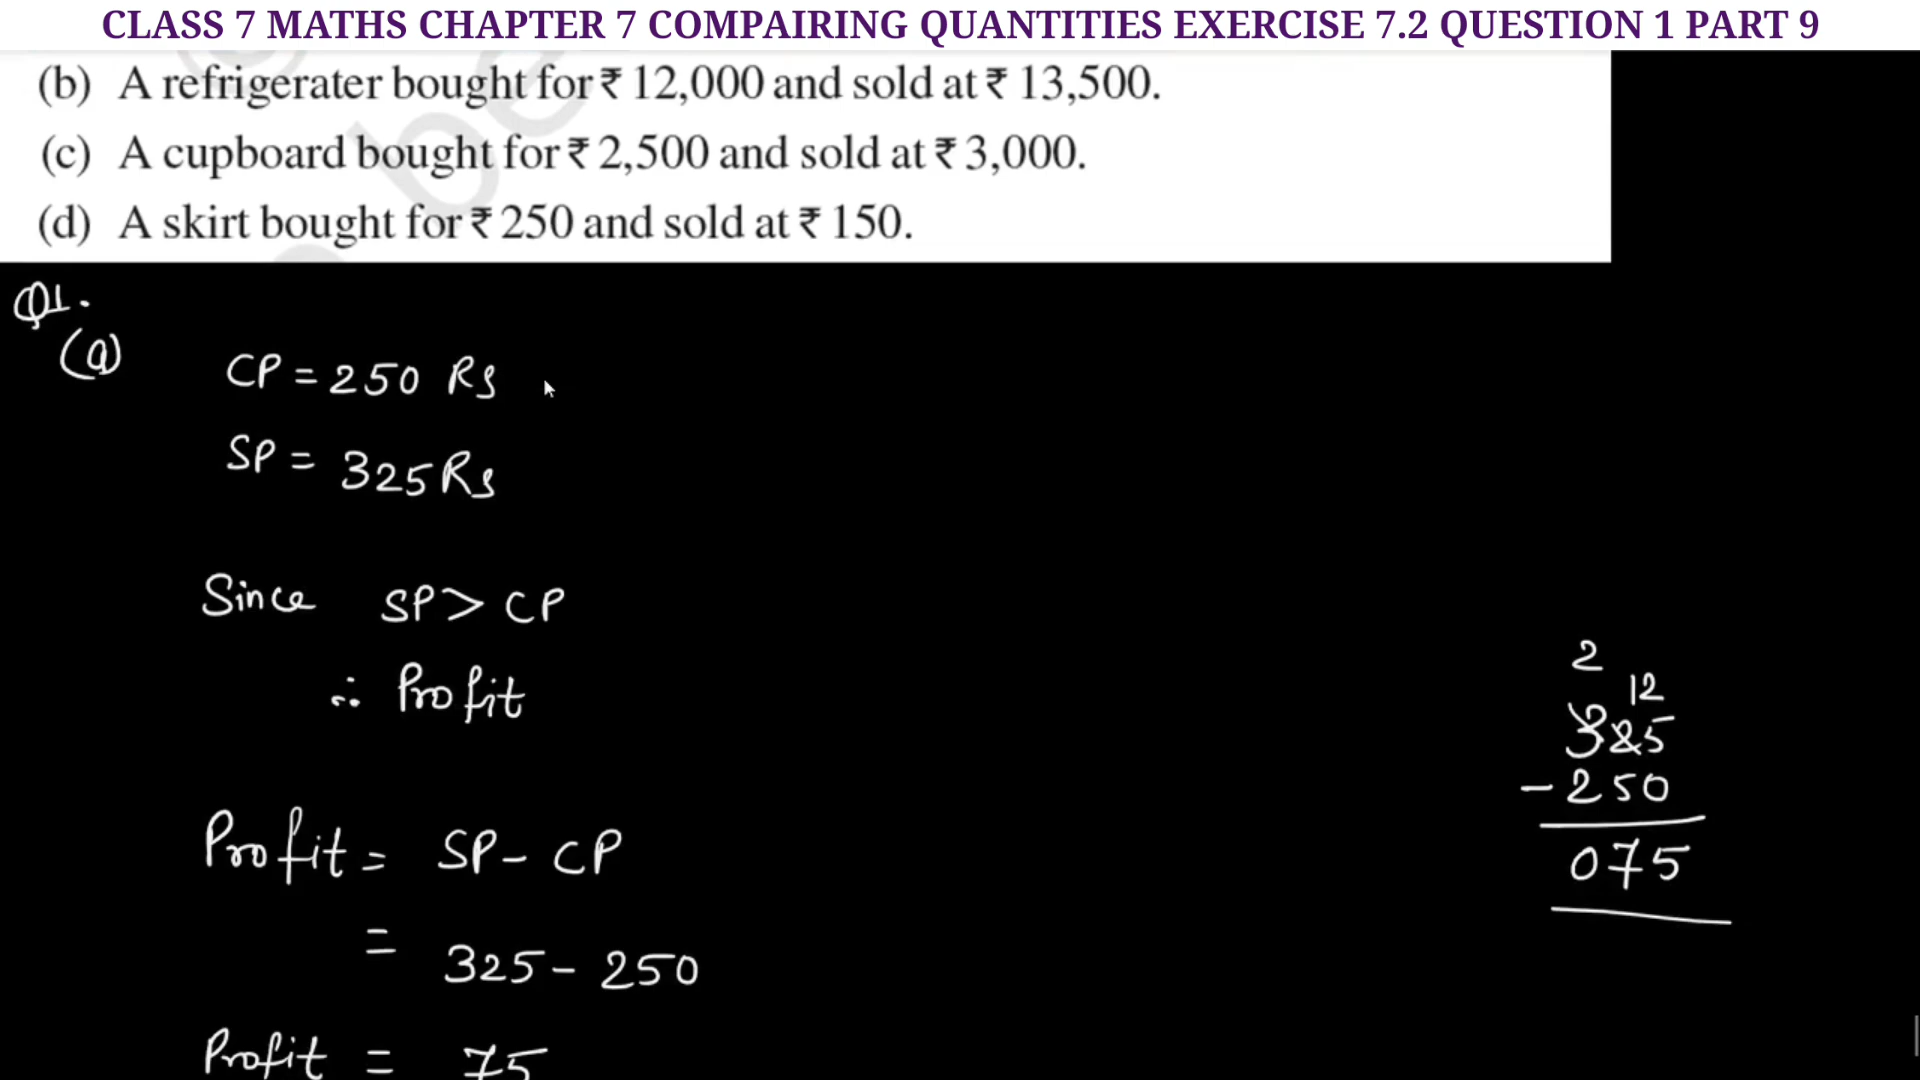 CLASS 7 MATHS CHAPTER 7 COMPAIRING QUANTITIES EXERCISE 7.2 QUESTION 1 PART 9
(b) A refrigerater bought for ₹ 12,000 and sold at ₹ 13,500.
(c) A cupboard bought for ₹ 2,500 and sold at ₹ 3,000.
(d) A skirt bought for ₹ 250 and sold at ₹ 150.
Q1.
(a)
CP = 250 Rs
SP = 325 Rs
Since SP > CP
∴ Profit
Profit = SP - CP
= 325 - 250
Profit = 75
2
12
325
- 250
075